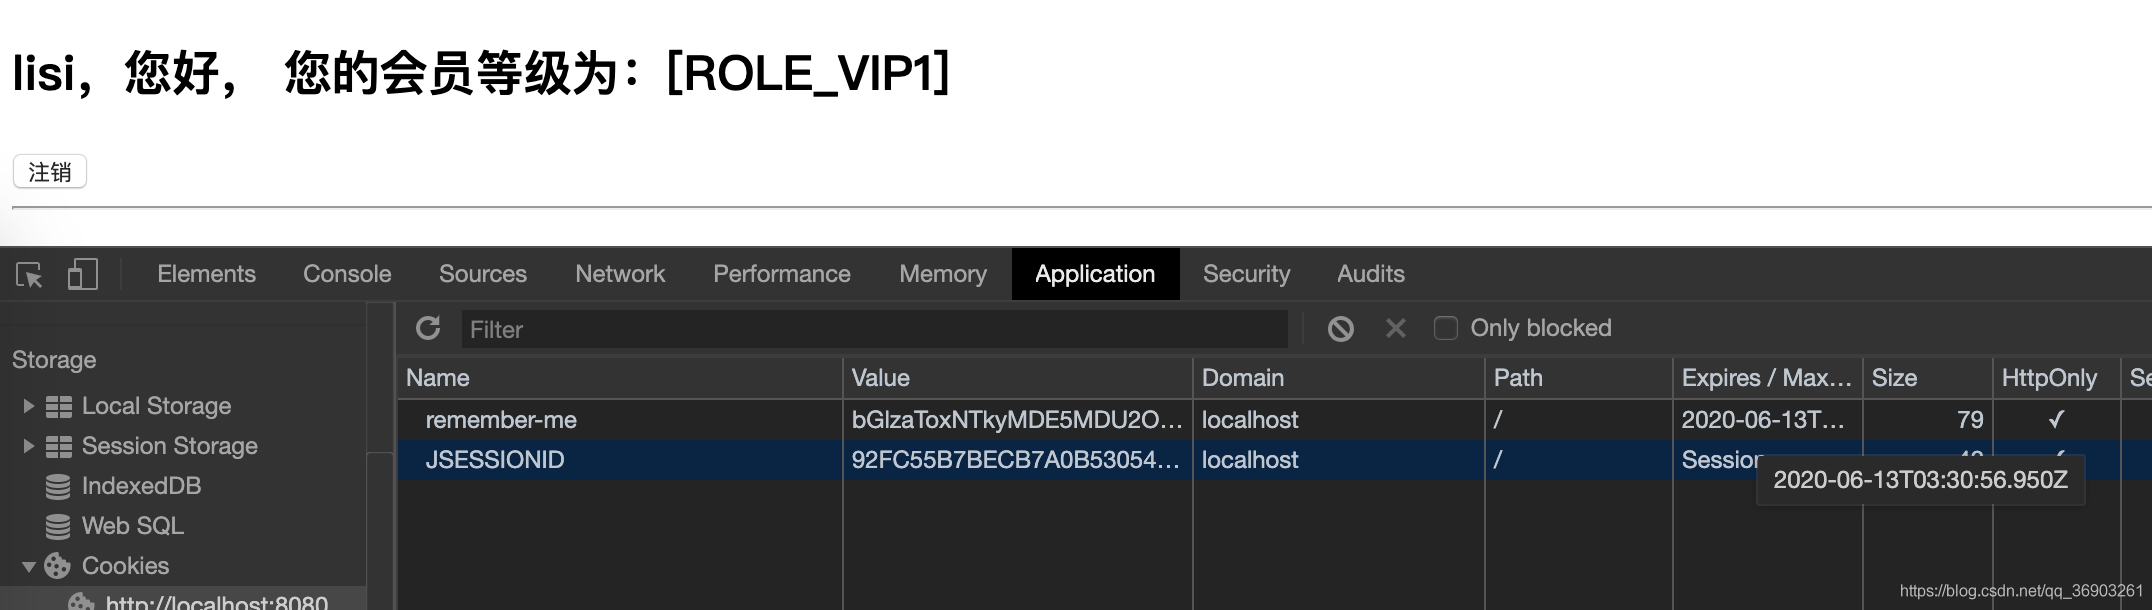 lisi，您好， 您的会员等级为：[ROLE_VIP1]
注销
Elements Console Sources Network Performance Memory Application Security Audits
Filter Only blocked
Storage
Local Storage
Session Storage
IndexedDB
Web SQL
Cookies
http://localhost:8080
Name Value Domain Path Expires / Max... Size HttpOnly Se
remember-me bGlzaToxNTkyMDE5MDU2O... localhost / 2020-06-13T... 79 ✓
JSESSIONID 92FC55B7BECB7A0B53054... localhost / Session
2020-06-13T03:30:56.950Z
https://blog.csdn.net/qq_36903261